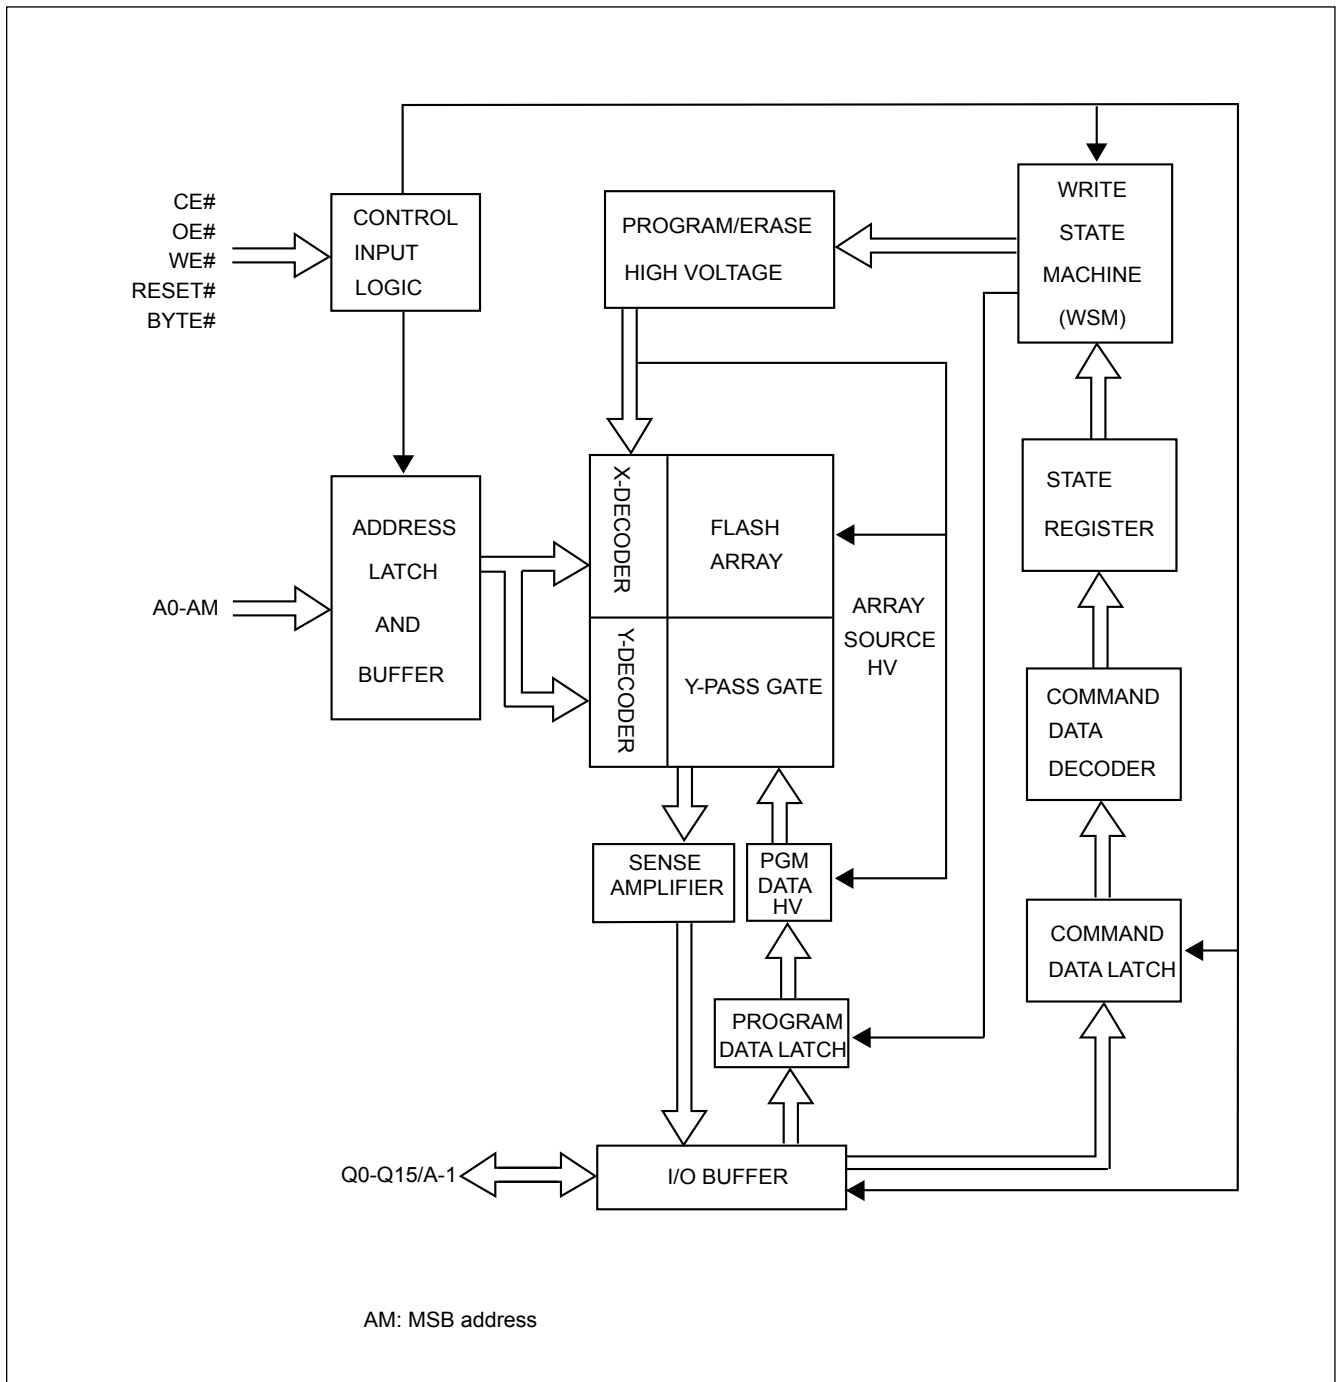 CE#
OE#
WE#
RESET#
BYTE#
CONTROL
INPUT
LOGIC
PROGRAM/ERASE
HIGH VOLTAGE
WRITE
STATE
MACHINE
(WSM)
A0-AM
ADDRESS
LATCH
AND
BUFFER
X-DECODER
FLASH
ARRAY
Y-DECODER
Y-PASS GATE
ARRAY
SOURCE
HV
STATE
REGISTER
COMMAND
DATA
DECODER
SENSE
AMPLIFIER
PGM
DATA
HV
COMMAND
DATA LATCH
PROGRAM
DATA LATCH
Q0-Q15/A-1
I/O BUFFER
AM: MSB address